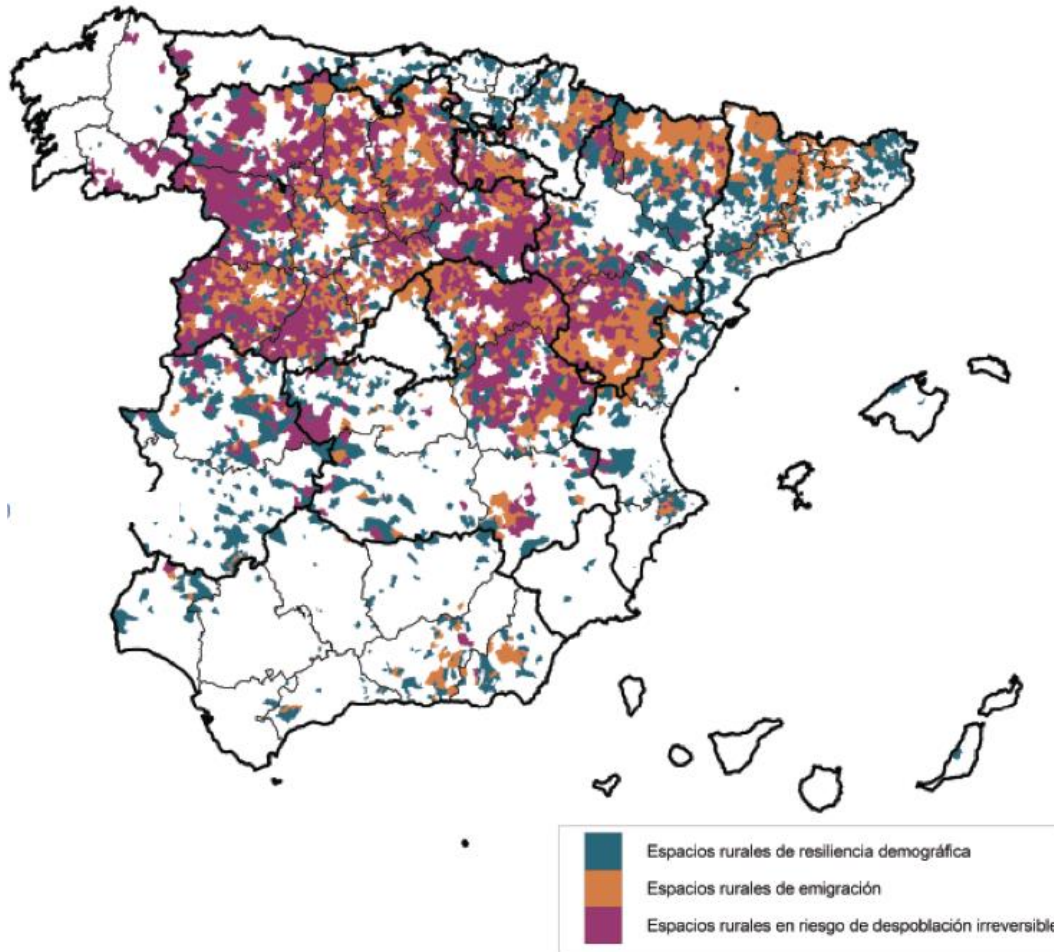 Espacios rurales de resiliencia demográfica
Espacios rurales de emigración
Espacios rurales en riesgo de despoblación irreversible